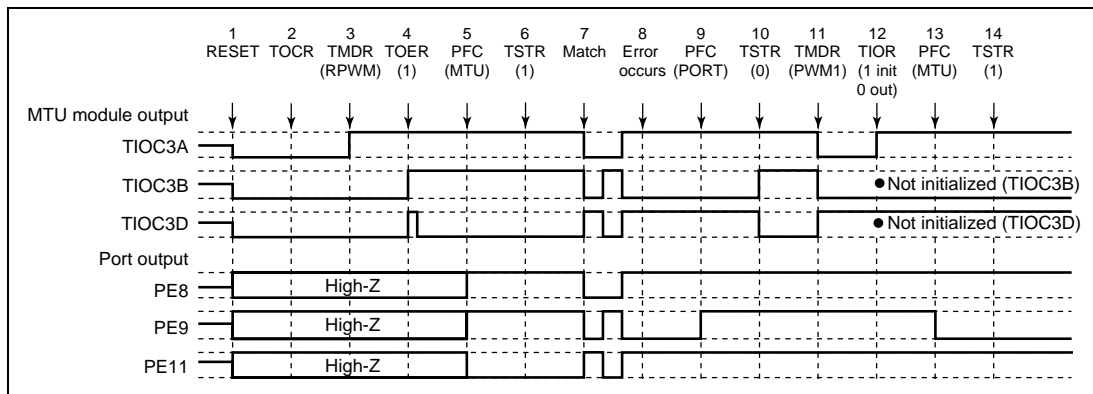 1 2 3 4 5 6 7 8 9 10 11 12 13 14
RESET TOCR TMDR TOER PFC TSTR Match Error PFC TSTR TMDR TIOR PFC TSTR
(RPWM) (1) (MTU) (1) occurs (PORT) (0) (PWM1) (1 init (MTU) (1)
0 out)
MTU module output
TIOC3A
TIOC3B
● Not initialized (TIOC3B)
TIOC3D
● Not initialized (TIOC3D)
Port output
PE8
High-Z
PE9
High-Z
PE11
High-Z